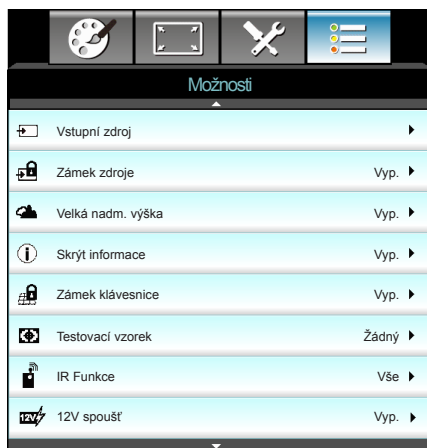 Možnosti
Vstupní zdroj
Zámek zdroje Vyp.
Velká nadm. výška Vyp.
Skrýt informace Vyp.
Zámek klávesnice Vyp.
Testovací vzorek Žádný
IR Funkce Vše
12V 12V spoušť Vyp.